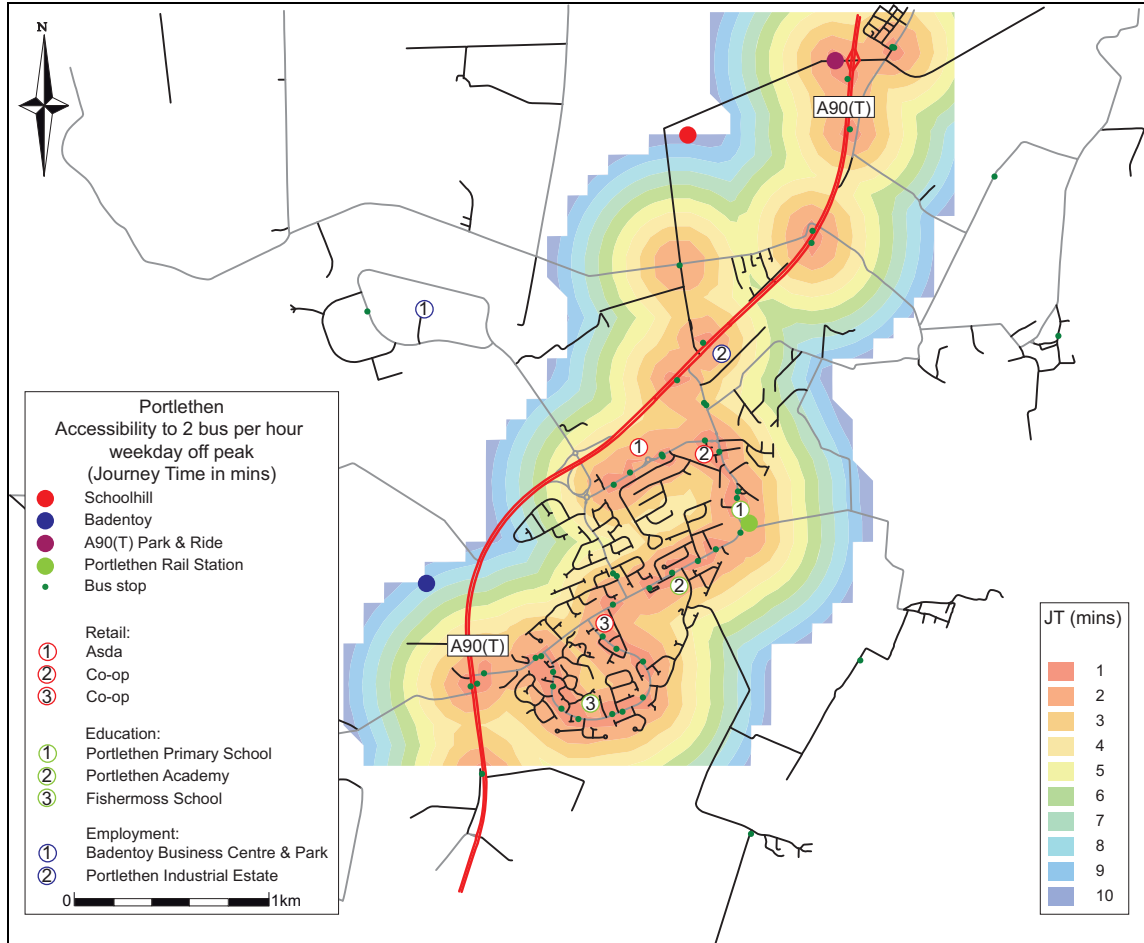 N
A90(T)
1
2
1
2
1
2
3
A90(T)
3
Portlethen
Accessibility to 2 bus per hour
weekday off peak
(Journey Time in mins)
Schoolhill
Badentoy
A90(T) Park & Ride
Portlethen Rail Station
Bus stop
Retail:
1 Asda
2 Co-op
3 Co-op
Education:
1 Portlethen Primary School
2 Portlethen Academy
3 Fishermoss School
Employment:
1 Badentoy Business Centre & Park
2 Portlethen Industrial Estate
0 1km
JT (mins)
1
2
3
4
5
6
7
8
9
10